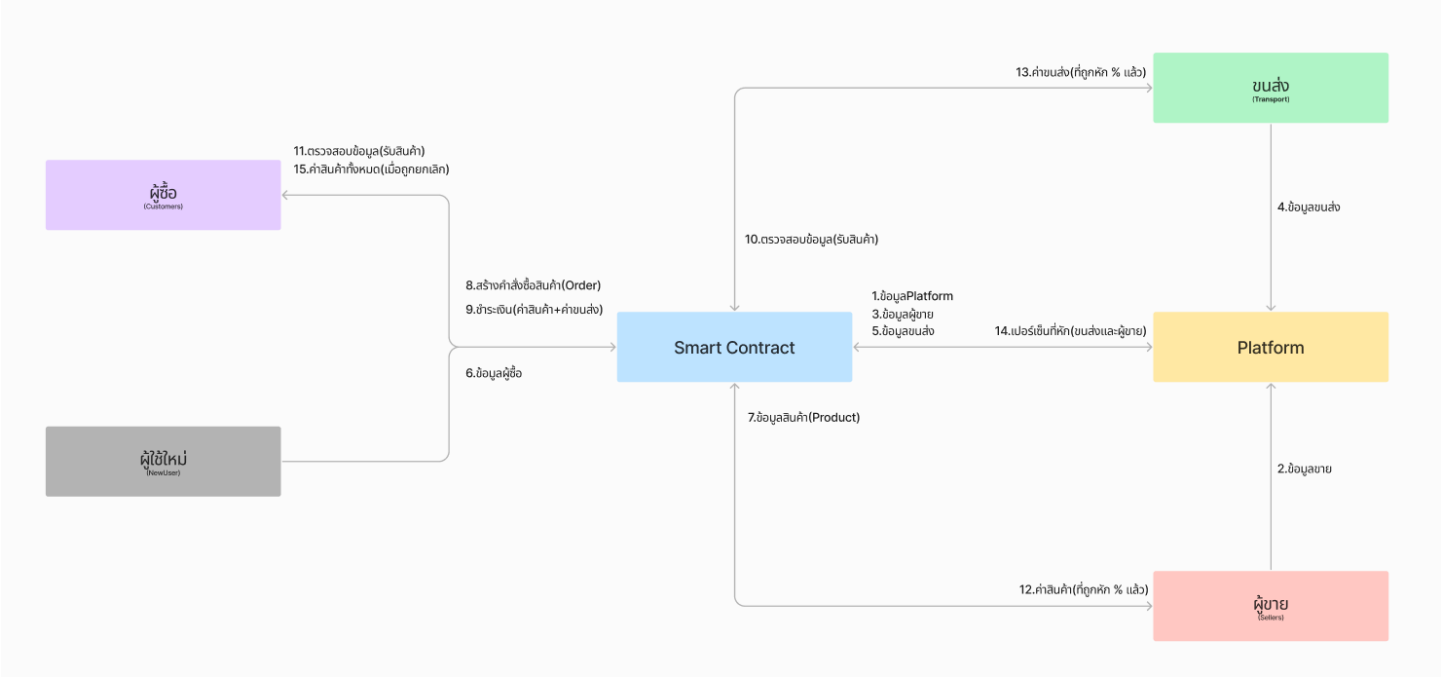 13.ค่าขนส่ง(ที่ถูกหัก % แล้ว)
ขนส่ง
(Transport)
11.ตรวจสอบข้อมูล(รับสินค้า)
15.ค่าสินค้าทั้งหมด(เมื่อถูกยกเลิก)
ผู้ซื้อ
(Customers)
4.ข้อมูลขนส่ง
10.ตรวจสอบข้อมูล(รับสินค้า)
8.สร้างคำสั่งซื้อสินค้า(Order)
9.ชำระเงิน(ค่าสินค้า+ค่าขนส่ง)
1.ข้อมูลPlatform
3.ข้อมูลผู้ขาย
5.ข้อมูลขนส่ง
14.เปอร์เซ็นที่หัก(ขนส่งและผู้ขาย)
Smart Contract
Platform
6.ข้อมูลผู้ซื้อ
7.ข้อมูลสินค้า(Product)
ผู้ใช้ใหม่
(NewUser)
2.ข้อมูลขาย
12.ค่าสินค้า(ที่ถูกหัก % แล้ว)
ผู้ขาย
(Sellers)